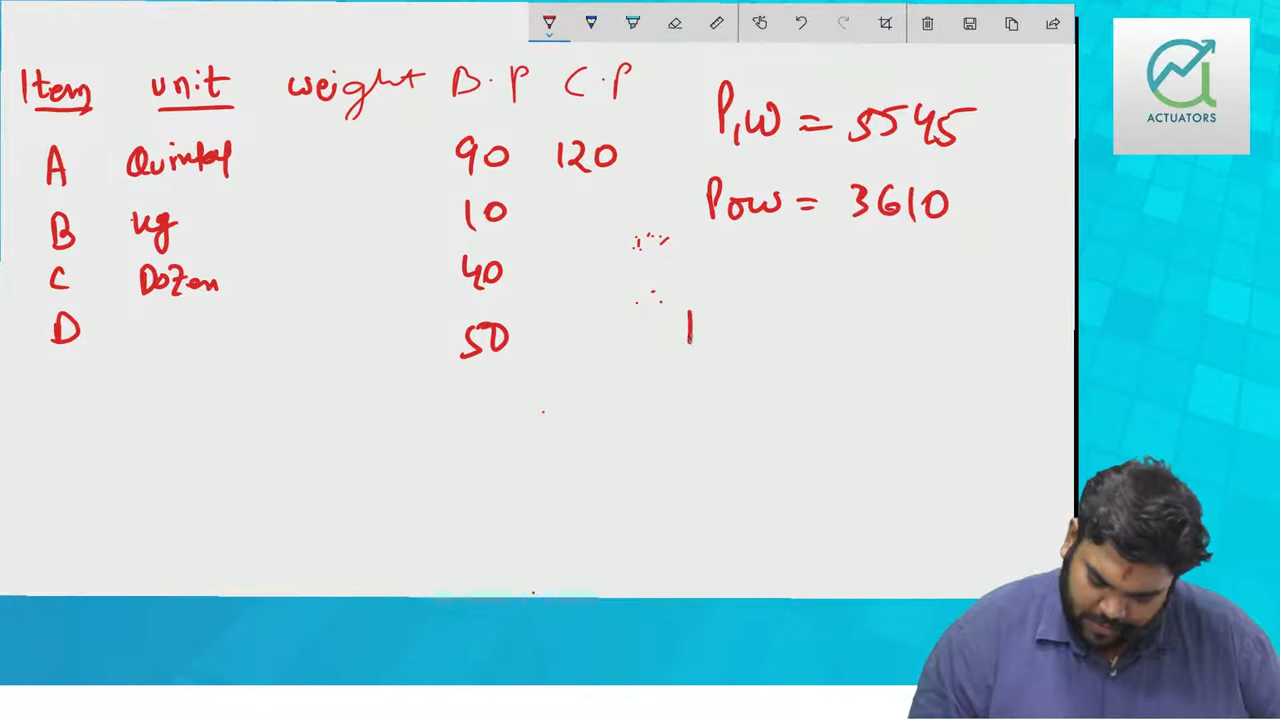 Item unit weight B.P C.P
A Quintal 90 120
B kg 10
C Dozen 40
D 50
P₁W = 5545
P₀W = 3610
ACTUATORS